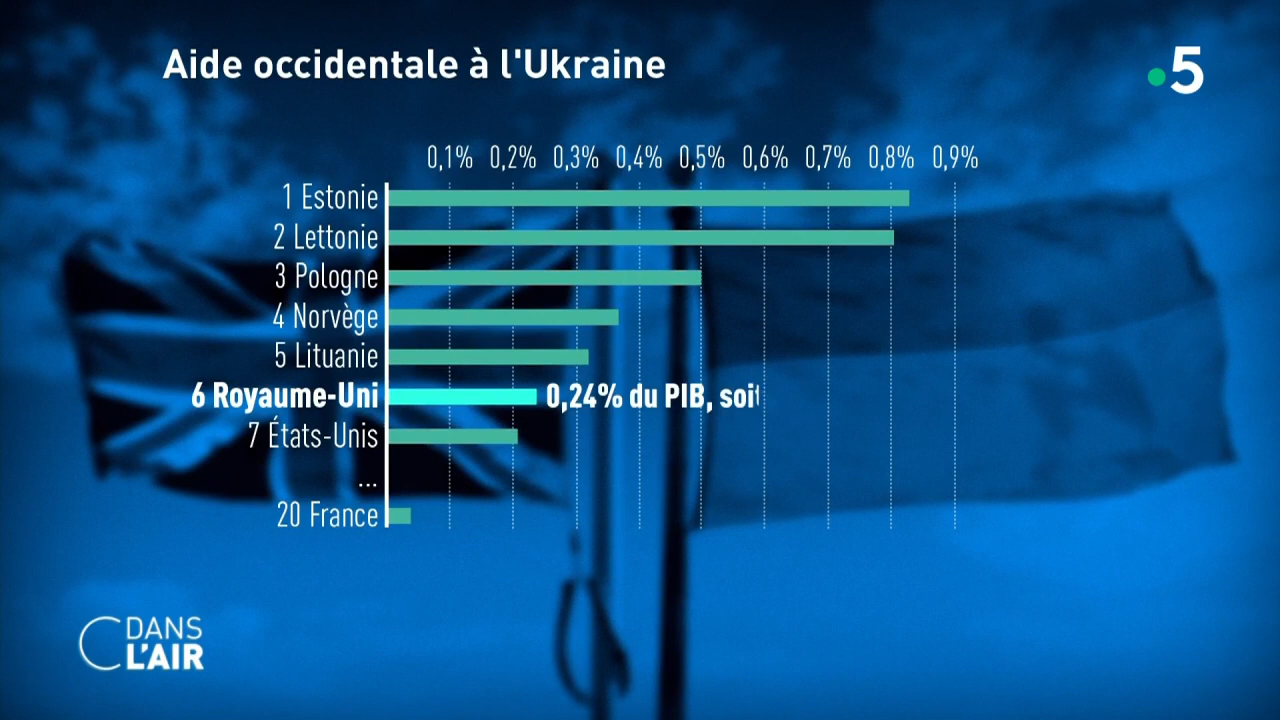 Aide occidentale à l'Ukraine
5
0,1% 0,2% 0,3% 0,4% 0,5% 0,6% 0,7% 0,8% 0,9%
1 Estonie
2 Lettonie
3 Pologne
4 Norvège
5 Lituanie
6 Royaume-Uni 0,24% du PIB, soit
7 États-Unis
...
20 France
C DANS
L'AIR